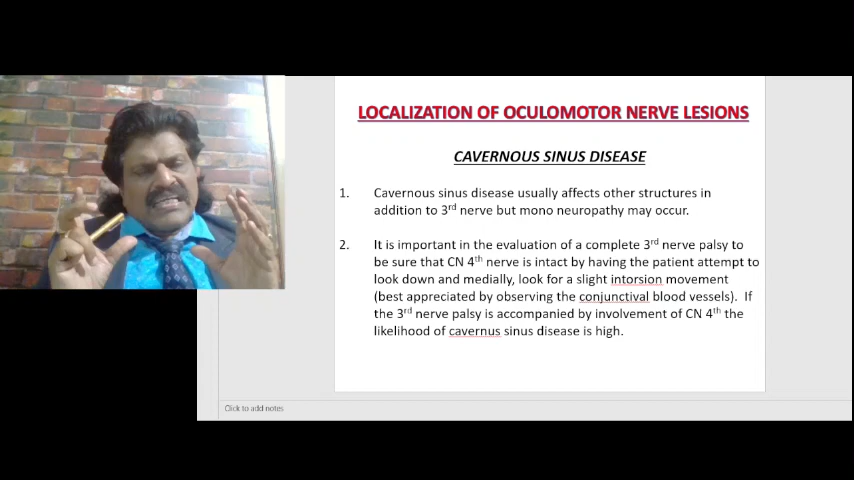 LOCALIZATION OF OCULOMOTOR NERVE LESIONS
CAVERNOUS SINUS DISEASE
1. Cavernous sinus disease usually affects other structures in
addition to 3rd nerve but mono neuropathy may occur.
2. It is important in the evaluation of a complete 3rd nerve palsy to
be sure that CN 4th nerve is intact by having the patient attempt to
look down and medially, look for a slight intorsion movement
(best appreciated by observing the conjunctival blood vessels). If
the 3rd nerve palsy is accompanied by involvement of CN 4th the
likelihood of cavernus sinus disease is high.
Click to add notes